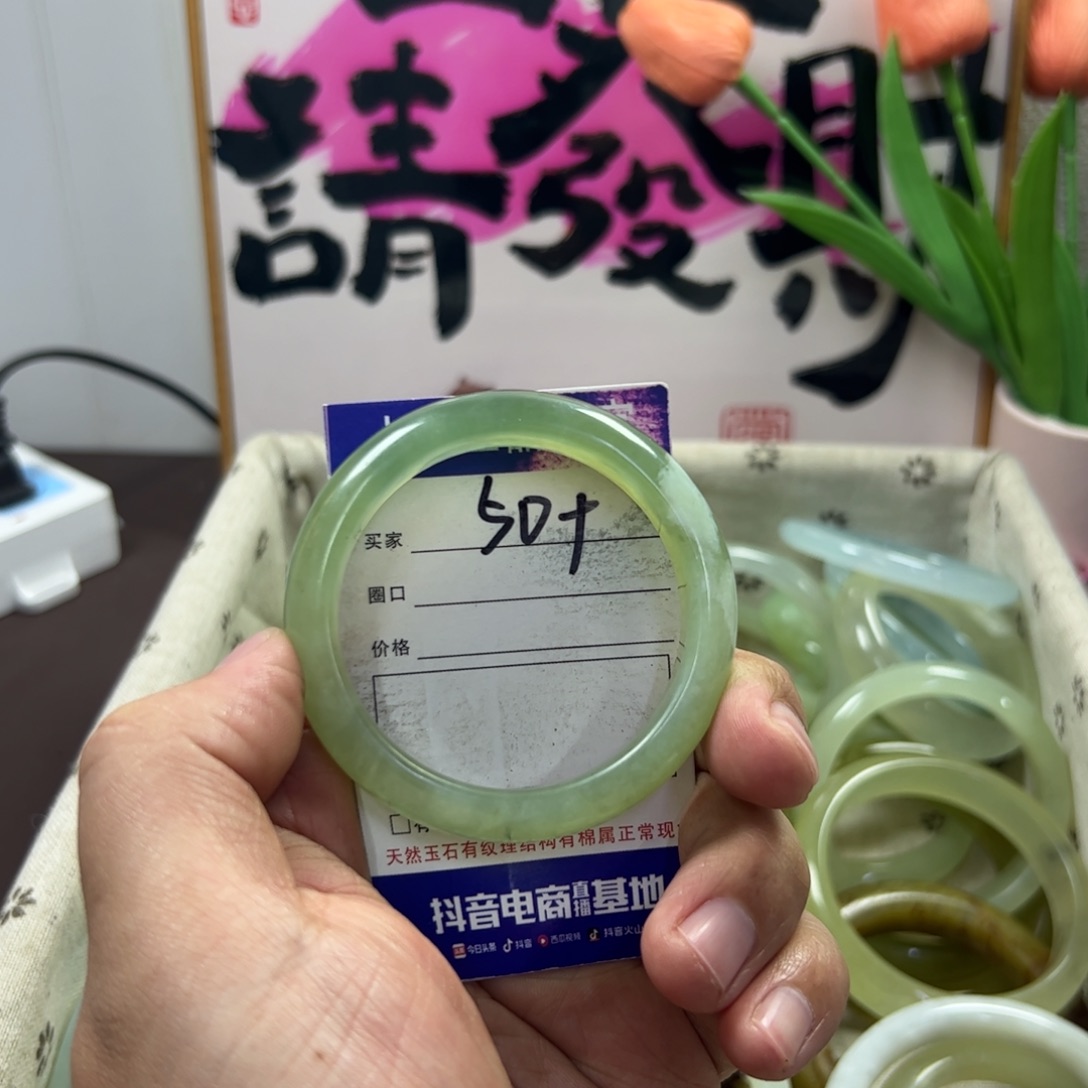 請發財
50+
买家
圈口
价格
天然玉石有纹理结构有棉属正常现
抖音电商直播基地
今日头条 抖音 西瓜视频 抖音火山